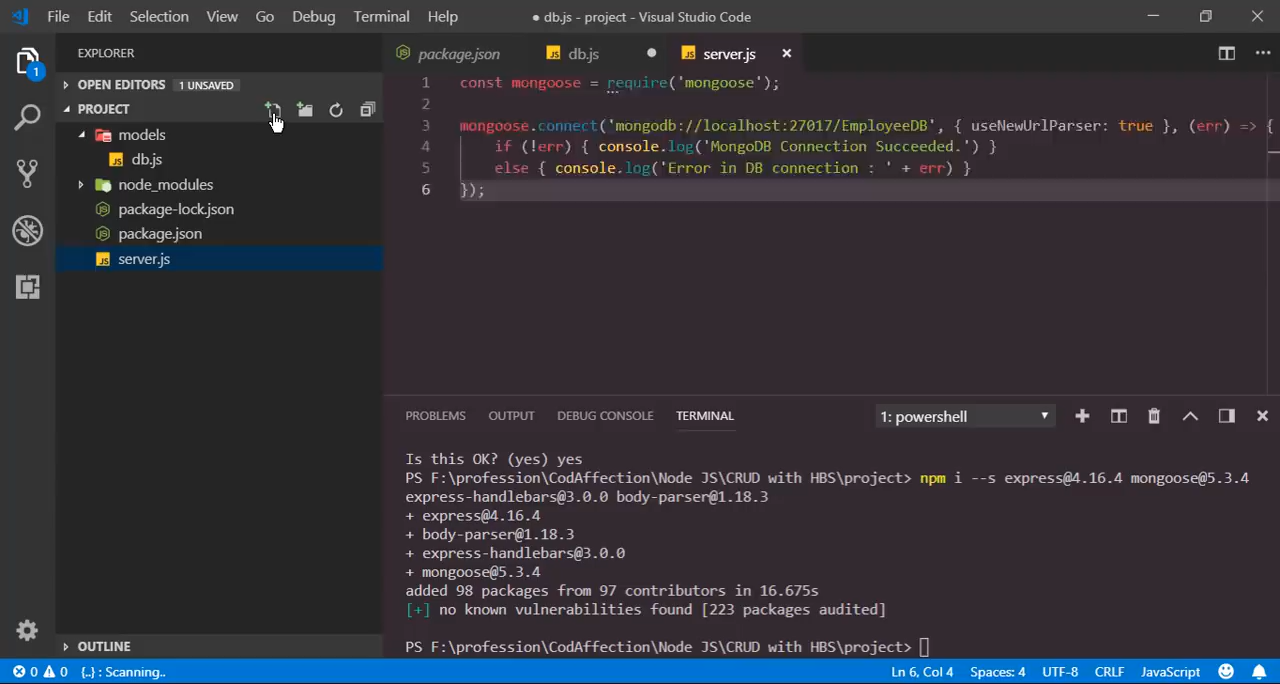 File Edit Selection View Go Debug Terminal Help ● db.js - project - Visual Studio Code
EXPLORER
package.json db.js ● server.js
OPEN EDITORS 1 UNSAVED
PROJECT
models
db.js
node_modules
package-lock.json
package.json
server.js
OUTLINE
1 const mongoose = require('mongoose');
2
3 mongoose.connect('mongodb://localhost:27017/EmployeeDB', { useNewUrlParser: true }, (err) => {
4 if (!err) { console.log('MongoDB Connection Succeeded.') }
5 else { console.log('Error in DB connection : ' + err) }
6 });
PROBLEMS OUTPUT DEBUG CONSOLE TERMINAL 1: powershell
Is this OK? (yes) yes
PS F:\profession\CodAffection\Node JS\CRUD with HBS\project> npm i --s express@4.16.4 mongoose@5.3.4
express-handlebars@3.0.0 body-parser@1.18.3
+ express@4.16.4
+ body-parser@1.18.3
+ express-handlebars@3.0.0
+ mongoose@5.3.4
added 98 packages from 97 contributors in 16.675s
[+] no known vulnerabilities found [223 packages audited]
PS F:\profession\CodAffection\Node JS\CRUD with HBS\project>
1
0 0 {..} : Scanning.. Ln 6, Col 4 Spaces: 4 UTF-8 CRLF JavaScript